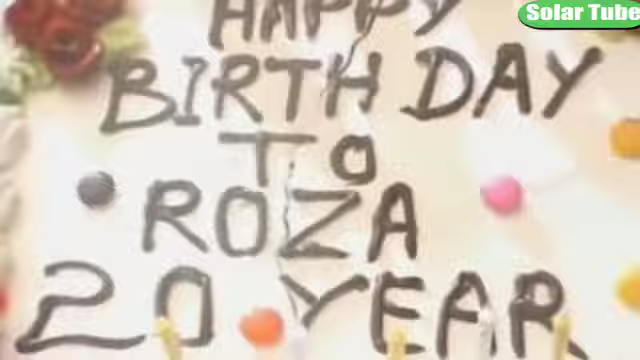 Solar Tube
HAPPY
BIRTH DAY
TO
ROZA
20 YEAR